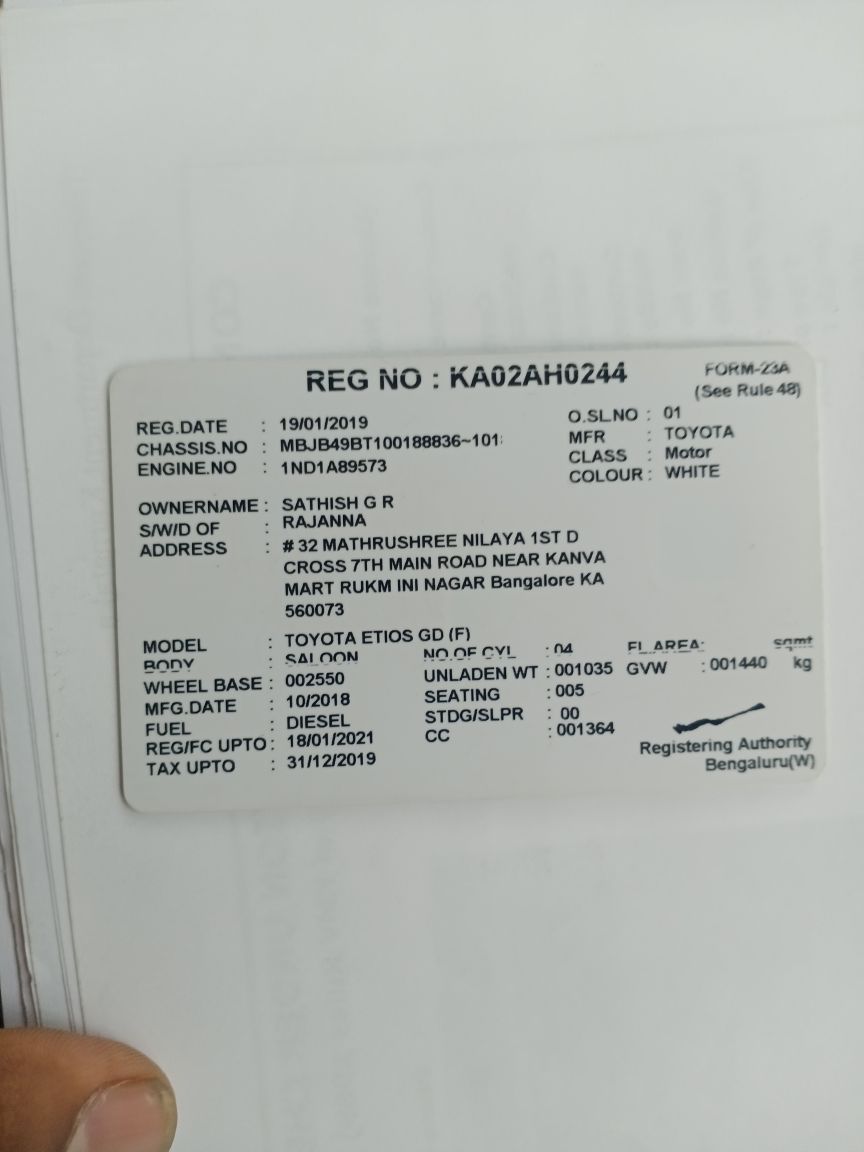 REG NO : KA02AH0244
FORM-23A
(See Rule 48)
REG.DATE : 19/01/2019
O.SL.NO : 01
CHASSIS.NO : MBJB49BT100188836~101
MFR : TOYOTA
ENGINE.NO : 1ND1A89573
CLASS : Motor
COLOUR : WHITE
OWNERNAME : SATHISH G R
S/W/D OF : RAJANNA
ADDRESS : # 32 MATHRUSHREE NILAYA 1ST D
CROSS 7TH MAIN ROAD NEAR KANVA
MART RUKM INI NAGAR Bangalore KA
560073
MODEL : TOYOTA ETIOS GD (F)
BODY : SALOON NO.OF CYL : 04 FL.AREA: sqmt
WHEEL BASE : 002550 UNLADEN WT : 001035 GVW : 001440 kg
MFG.DATE : 10/2018 SEATING : 005
FUEL : DIESEL STDG/SLPR : 00
REG/FC UPTO : 18/01/2021 CC : 001364
TAX UPTO : 31/12/2019
Registering Authority
Bengaluru(W)